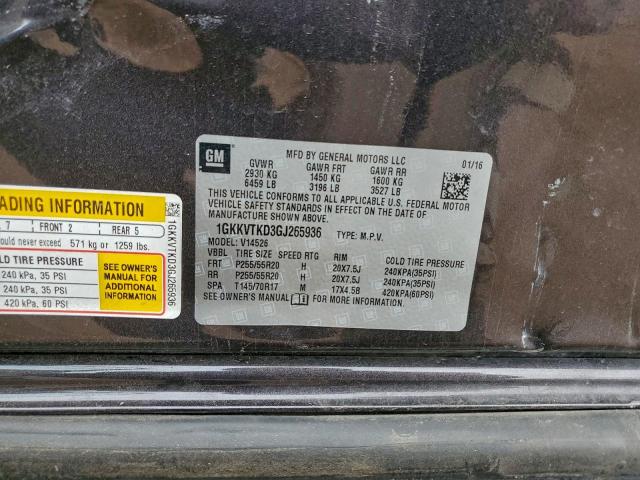 GM
MFD BY GENERAL MOTORS LLC 01/16
GVWR GAWR FRT GAWR RR
2930 KG 1450 KG 1600 KG
6459 LB 3196 LB 3527 LB
THIS VEHICLE CONFORMS TO ALL APPLICABLE U.S. FEDERAL MOTOR
VEHICLE SAFETY STANDARDS IN EFFECT ON THE DATE OF
MANUFACTURE SHOWN ABOVE.
1GKKVTKD3GJ265936 TYPE: M.P.V.
MODEL: V14526
VBBL TIRE SIZE SPEED RTG RIM COLD TIRE PRESSURE
FRT P255/55R20 H 20X7.5J 240KPA(35PSI)
RR P255/55R20 H 20X7.5J 240KPA(35PSI)
SPA T145/70R17 M 17X4.5B 420KPA(60PSI)
SEE OWNER'S MANUAL FOR MORE INFORMATION.
ADING INFORMATION
7 FRONT 2 REAR 5
ould never exceed 571 kg or 1259 lbs.
LD TIRE PRESSURE
240 kPa, 35 PSI
240 kPa, 35 PSI
420 kPa, 60 PSI
SEE OWNER'S
MANUAL FOR
ADDITIONAL
INFORMATION
1GKKVTKD3GJ265936